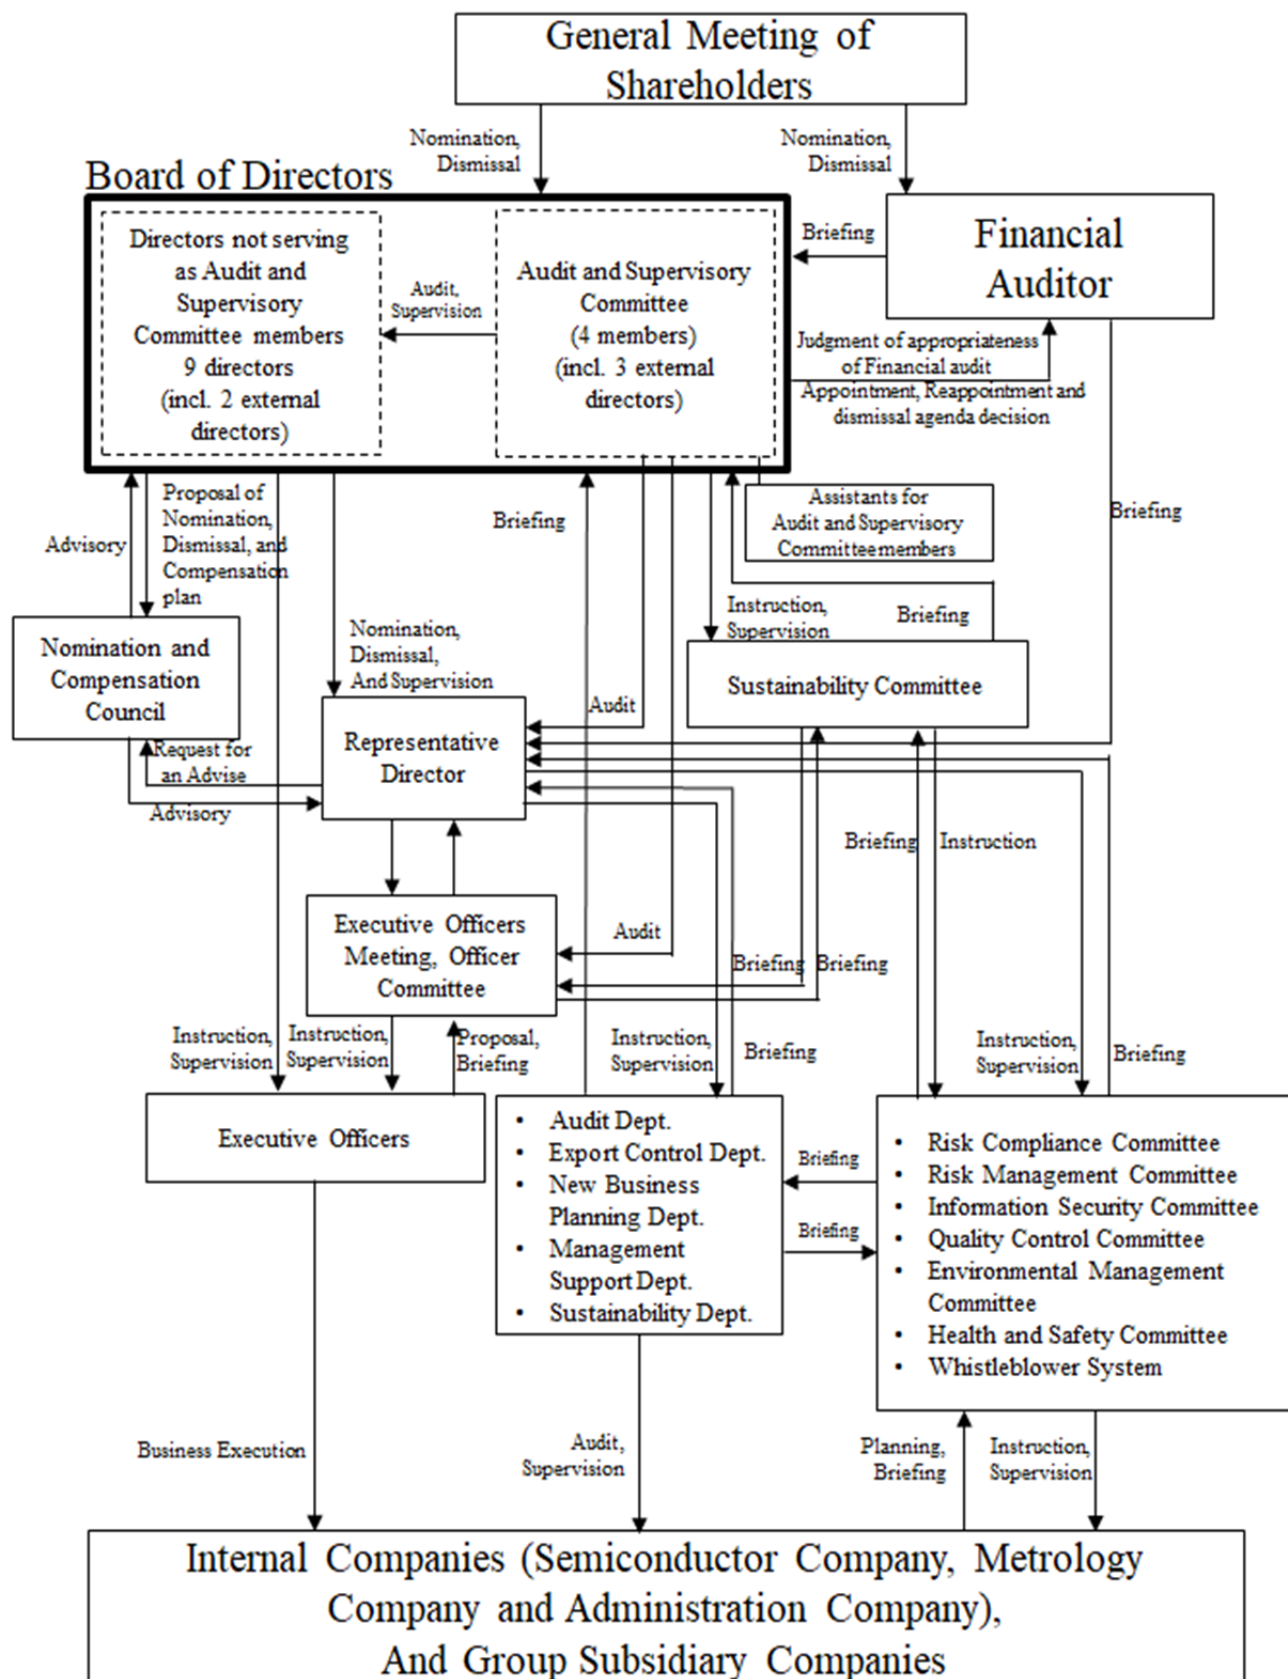 General Meeting of
Shareholders
Nomination,
Dismissal
Nomination,
Dismissal
Board of Directors
Directors not serving
as Audit and
Supervisory
Committee members
9 directors
(incl. 2 external
directors)
Audit,
Supervision
Audit and Supervisory
Committee
(4 members)
(incl. 3 external
directors)
Briefing
Financial
Auditor
Judgment of appropriateness
of Financial audit
Appointment, Reappointment and
dismissal agenda decision
Advisory
Proposal of
Nomination,
Dismissal, and
Compensation
plan
Briefing
Assistants for
Audit and Supervisory
Committee members
Briefing
Nomination and
Compensation
Council
Nomination,
Dismissal,
And Supervision
Instruction,
Supervision
Briefing
Sustainability Committee
Audit
Representative
Director
Request for
an Advise
Advisory
Briefing
Instruction
Executive Officers
Meeting, Officer
Committee
Audit
Briefing
Briefing
Instruction,
Supervision
Instruction,
Supervision
Proposal,
Briefing
Instruction,
Supervision
Briefing
Instruction,
Supervision
Briefing
Executive Officers
• Audit Dept.
• Export Control Dept.
• New Business
Planning Dept.
• Management
Support Dept.
• Sustainability Dept.
Briefing
Briefing
• Risk Compliance Committee
• Risk Management Committee
• Information Security Committee
• Quality Control Committee
• Environmental Management
Committee
• Health and Safety Committee
• Whistleblower System
Business Execution
Audit,
Supervision
Planning,
Briefing
Instruction,
Supervision
Internal Companies (Semiconductor Company, Metrology
Company and Administration Company),
And Group Subsidiary Companies